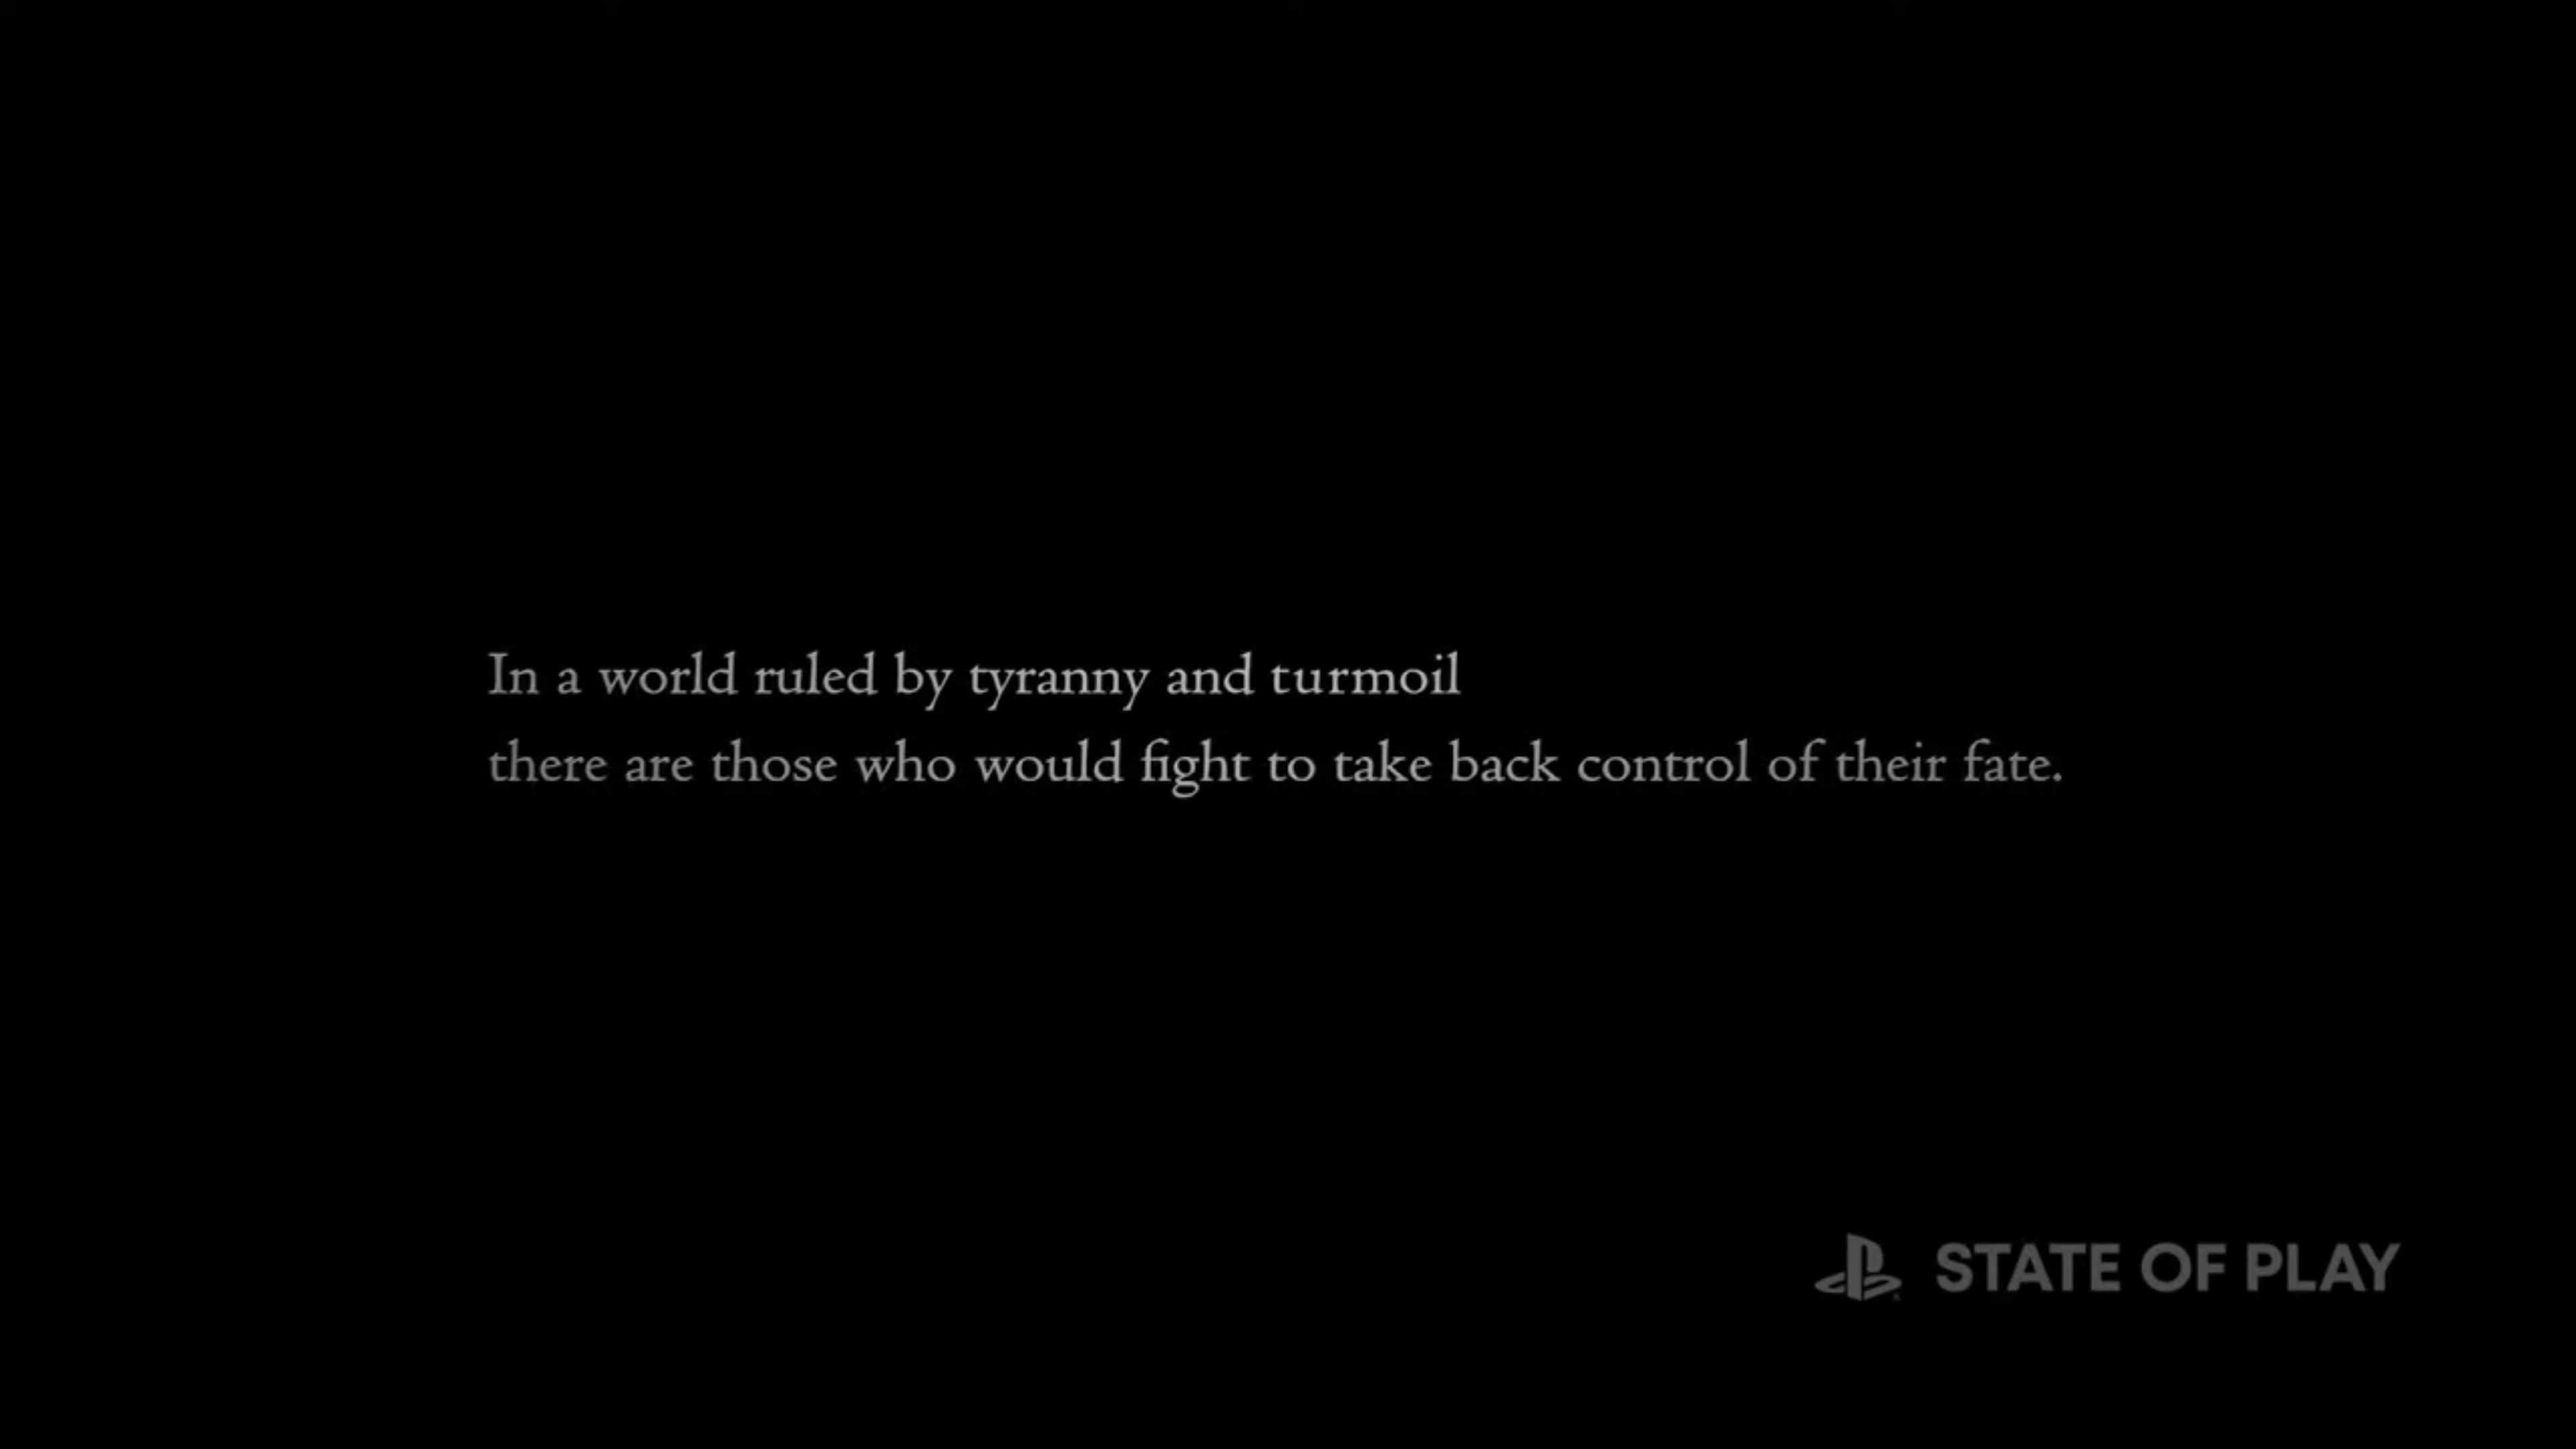 In a world ruled by tyranny and turmoil
there are those who would fight to take back control of their fate.
STATE OF PLAY